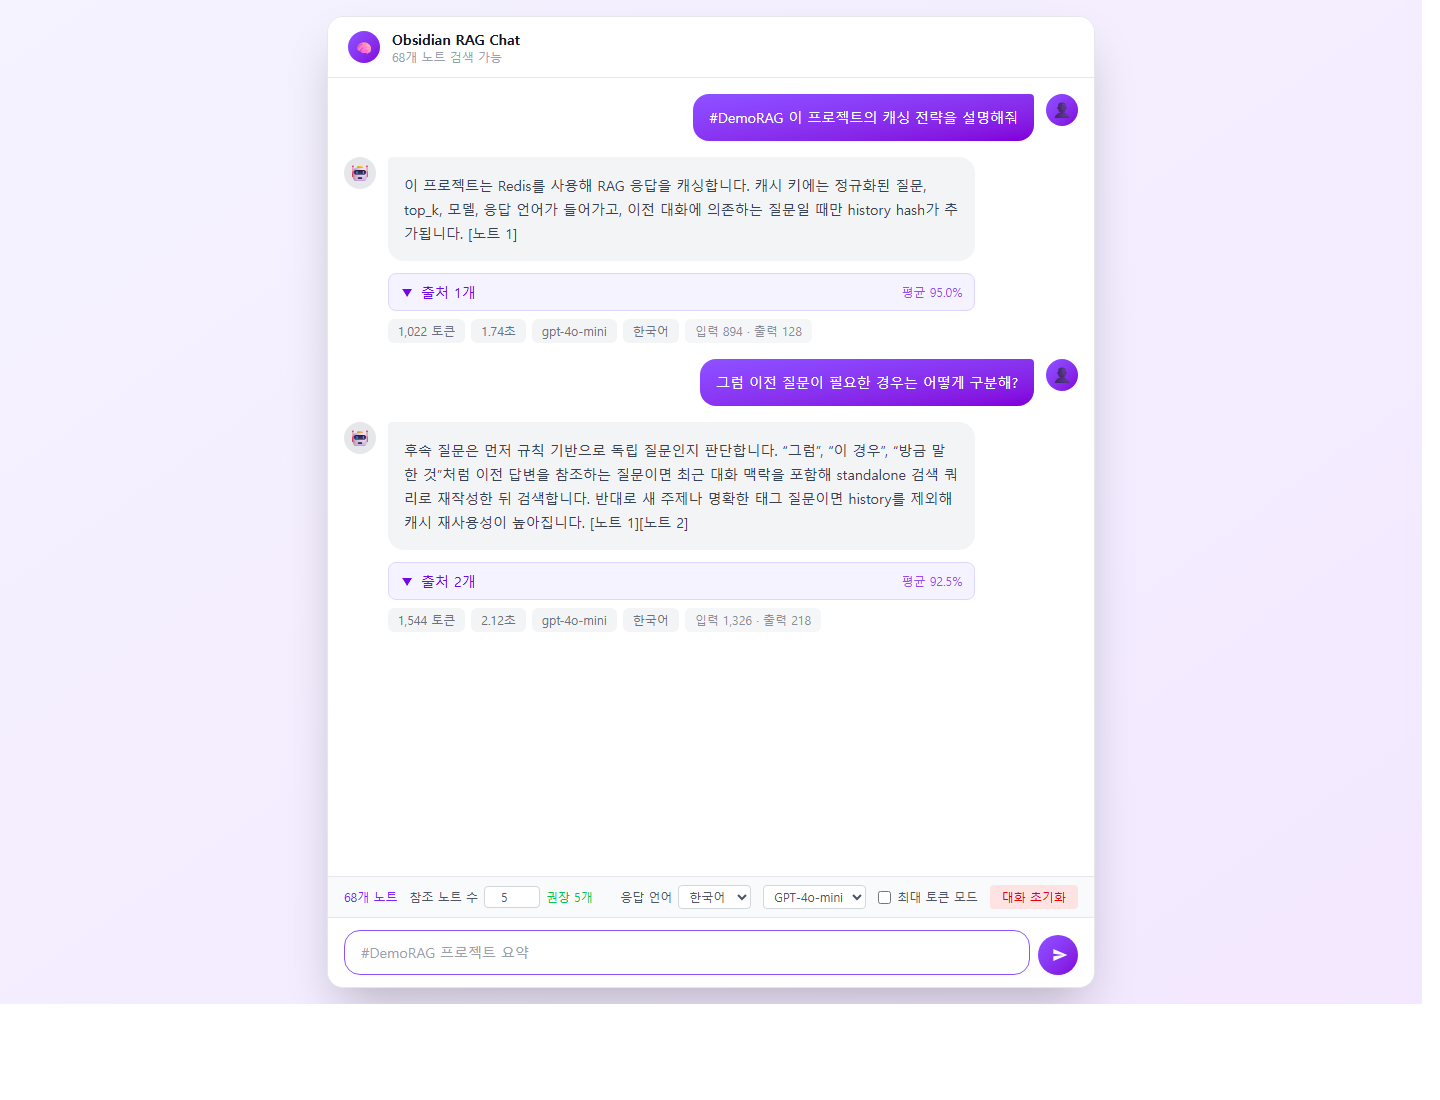 Obsidian RAG Chat
68개 노트 검색 가능
#DemoRAG 이 프로젝트의 캐싱 전략을 설명해줘
이 프로젝트는 Redis를 사용해 RAG 응답을 캐싱합니다. 캐시 키에는 정규화된 질문,
top_k, 모델, 응답 언어가 들어가고, 이전 대화에 의존하는 질문일 때만 history hash가 추
가됩니다. [노트 1]
▼ 출처 1개 평균 95.0%
1,022 토큰 1.74초 gpt-4o-mini 한국어 입력 894 · 출력 128
그럼 이전 질문이 필요한 경우는 어떻게 구분해?
후속 질문은 먼저 규칙 기반으로 독립 질문인지 판단합니다. “그럼”, “이 경우”, “방금 말
한 것”처럼 이전 답변을 참조하는 질문이면 최근 대화 맥락을 포함해 standalone 검색 쿼
리로 재작성한 뒤 검색합니다. 반대로 새 주제나 명확한 태그 질문이면 history를 제외해
캐시 재사용성이 높아집니다. [노트 1][노트 2]
▼ 출처 2개 평균 92.5%
1,544 토큰 2.12초 gpt-4o-mini 한국어 입력 1,326 · 출력 218
68개 노트 참조 노트 수 5 권장 5개 응답 언어 한국어 GPT-4o-mini 최대 토큰 모드 대화 초기화
#DemoRAG 프로젝트 요약